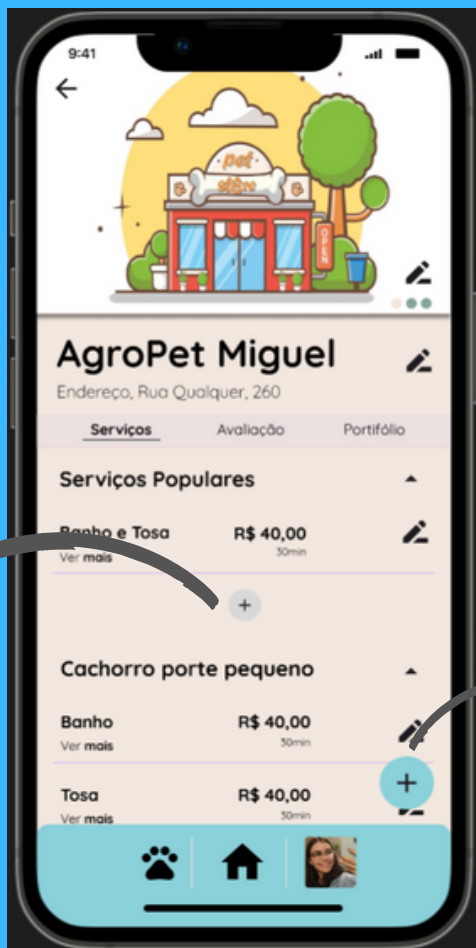 9:41
pet
store
OPEN
AgroPet Miguel
Endereço, Rua Qualquer, 260
Serviços Avaliação Portifólio
Serviços Populares
Banho e Tosa R$ 40,00
Ver mais 30min
+
Cachorro porte pequeno
Banho R$ 40,00
Ver mais 30min
+
Tosa R$ 40,00
Ver mais 30min